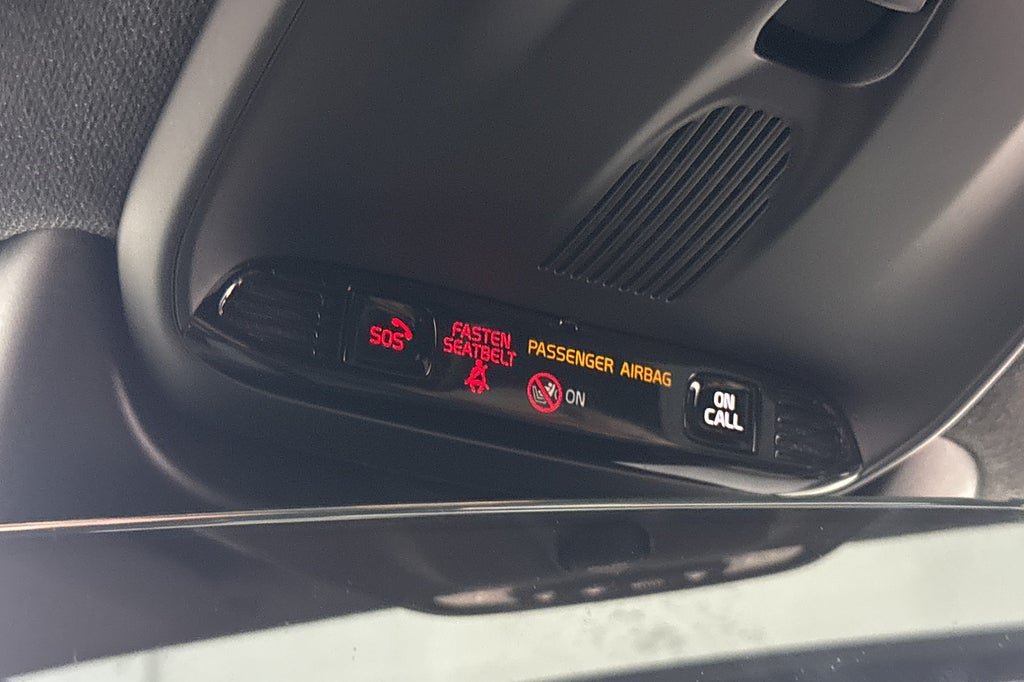 SOS
FASTEN
SEATBELT
PASSENGER AIRBAG
ON
ON
CALL